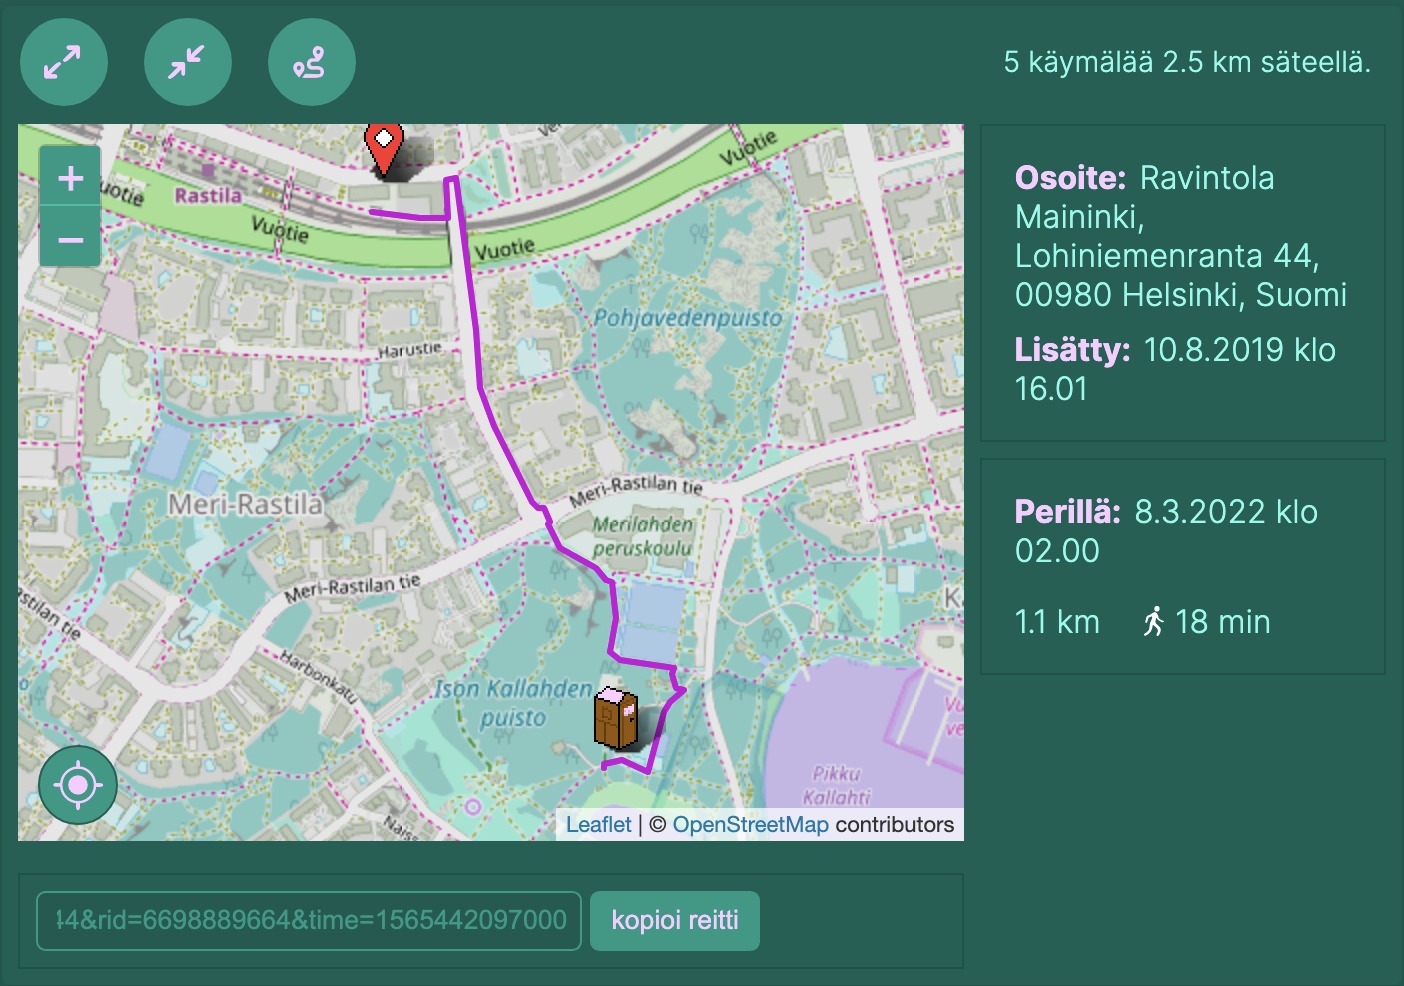 5 käymälää 2.5 km säteellä.
+
−
Rastila
Vuotie
Vuotie
Vuotie
Pohjavedenpuisto
Harustie
Meri-Rastila
Meri-Rastilan tie
Merilahden
peruskoulu
Meri-Rastilan tie
Harbonkatu
Ison Kallahden
puisto
Pikku
Kallahti
Leaflet | © OpenStreetMap contributors
Osoite: Ravintola
Maininki,
Lohiniemenranta 44,
00980 Helsinki, Suomi
Lisätty: 10.8.2019 klo
16.01
Perillä: 8.3.2022 klo
02.00
1.1 km 18 min
44&rid=6698889664&time=1565442097000
kopioi reitti